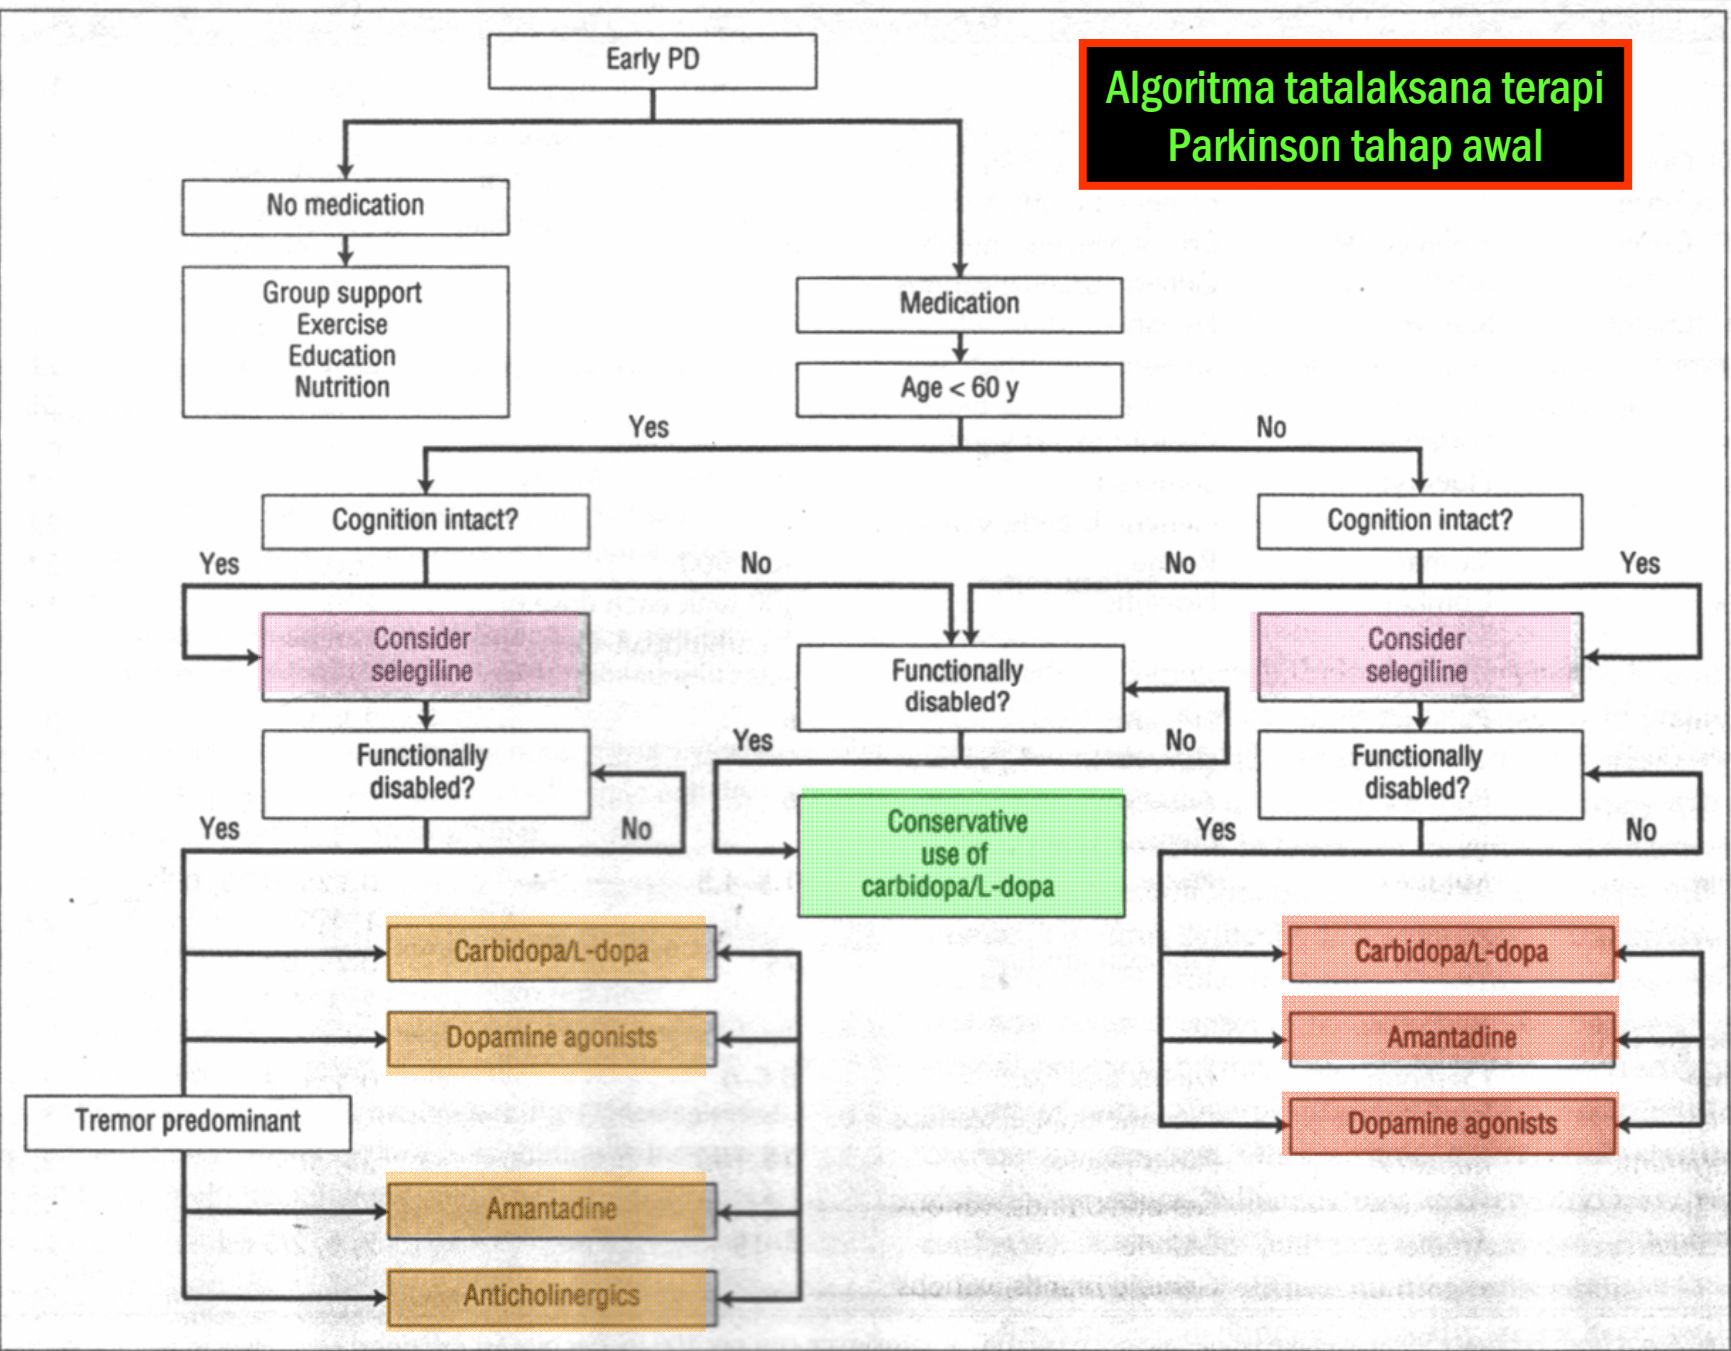 Algoritma tatalaksana terapi
Parkinson tahap awal
Early PD
No medication
Group support
Exercise
Education
Nutrition
Medication
Age < 60 y
Yes
No
Cognition intact?
Cognition intact?
Yes
No
No
Yes
Consider
selegiline
Functionally
disabled?
Consider
selegiline
Functionally
disabled?
Yes
No
Functionally
disabled?
Yes
No
Conservative
use of
carbidopa/L-dopa
Yes
No
Carbidopa/L-dopa
Dopamine agonists
Tremor predominant
Amantadine
Anticholinergics
Carbidopa/L-dopa
Amantadine
Dopamine agonists